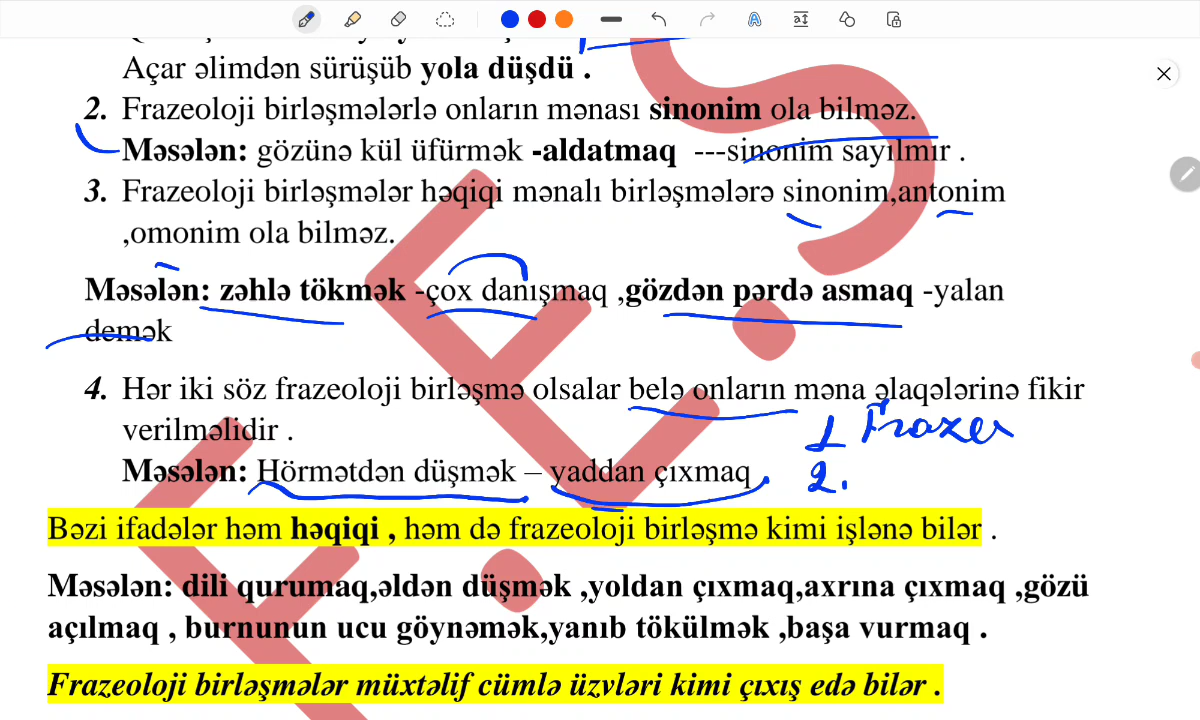 Açar əlimdən sürüşüb yola düşdü .
2. Frazeoloji birləşmələrlə onların mənası sinonim ola bilməz.
Məsələn: gözünə kül üfürmək -aldatmaq ---sinonim sayılmır .
3. Frazeoloji birləşmələr həqiqi mənalı birləşmələrə sinonim,antonim
,omonim ola bilməz.
Məsələn: zəhlə tökmək -çox danışmaq ,gözdən pərdə asmaq -yalan
demək
4. Hər iki söz frazeoloji birləşmə olsalar belə onların məna əlaqələrinə fikir
verilməlidir .
1 Frazeo
Məsələn: Hörmətdən düşmək – yaddan çıxmaq
2.
Bəzi ifadələr həm həqiqi , həm də frazeoloji birləşmə kimi işlənə bilər .
Məsələn: dili qurumaq,əldən düşmək ,yoldan çıxmaq,axrına çıxmaq ,gözü
açılmaq , burnunun ucu göynəmək,yanıb tökülmək ,başa vurmaq .
Frazeoloji birləşmələr müxtəlif cümlə üzvləri kimi çıxış edə bilər .